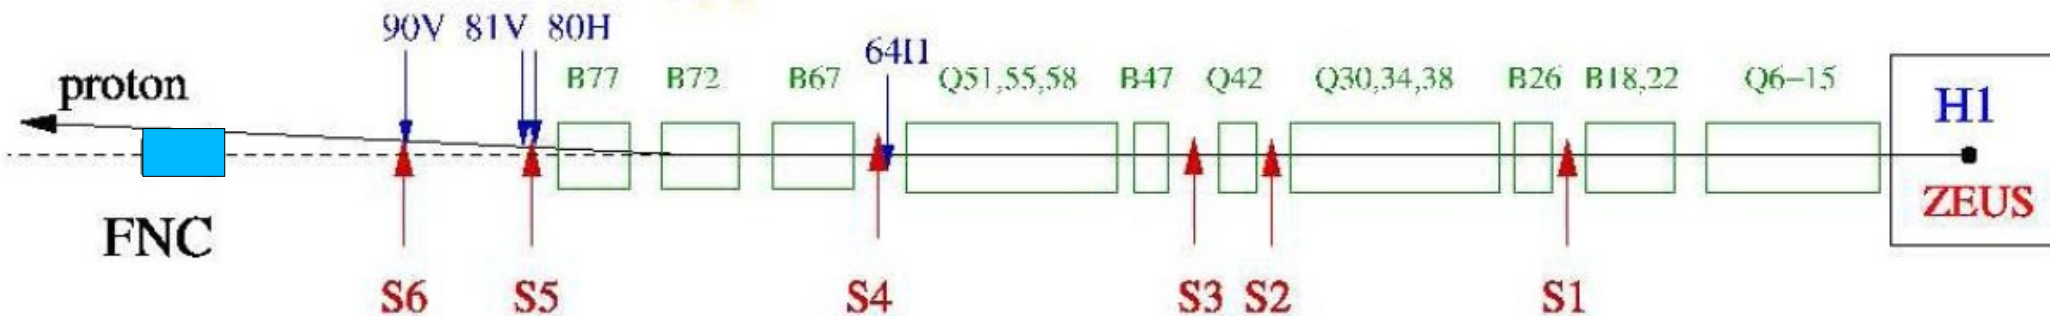 90V 81V 80H
64H
B77 B72 B67 Q51,55,58 B47 Q42 Q30,34,38 B26 B18,22 Q6–15
proton
H1
ZEUS
FNC
S6 S5 S4 S3 S2 S1